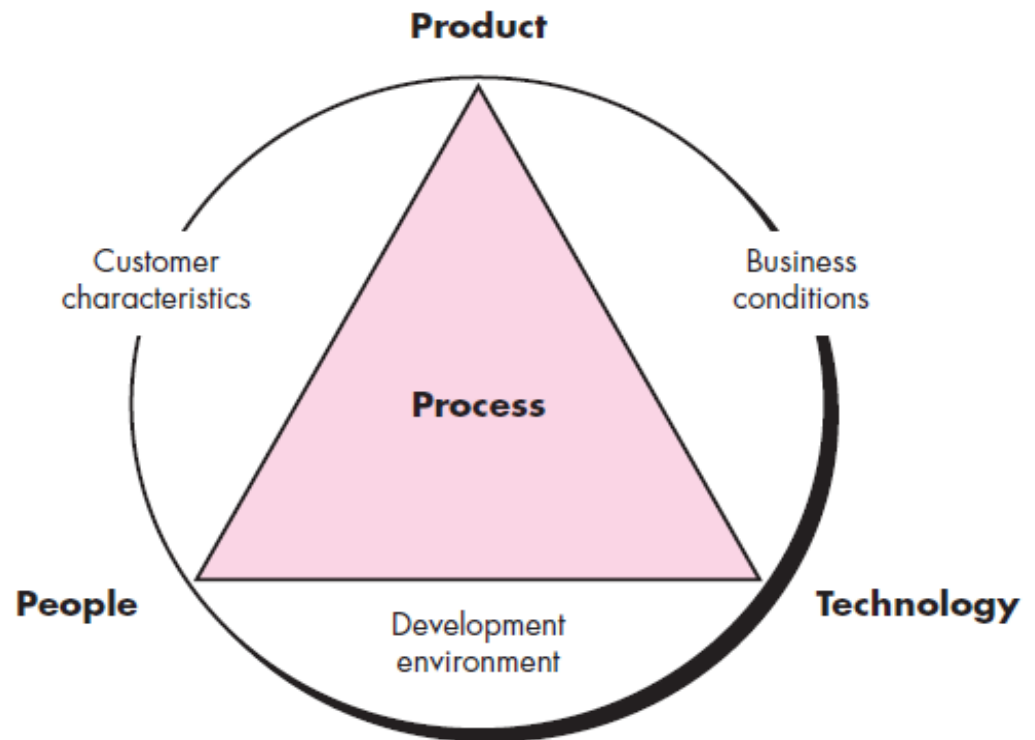 Product
Customer
characteristics
Business
conditions
Process
People
Technology
Development
environment